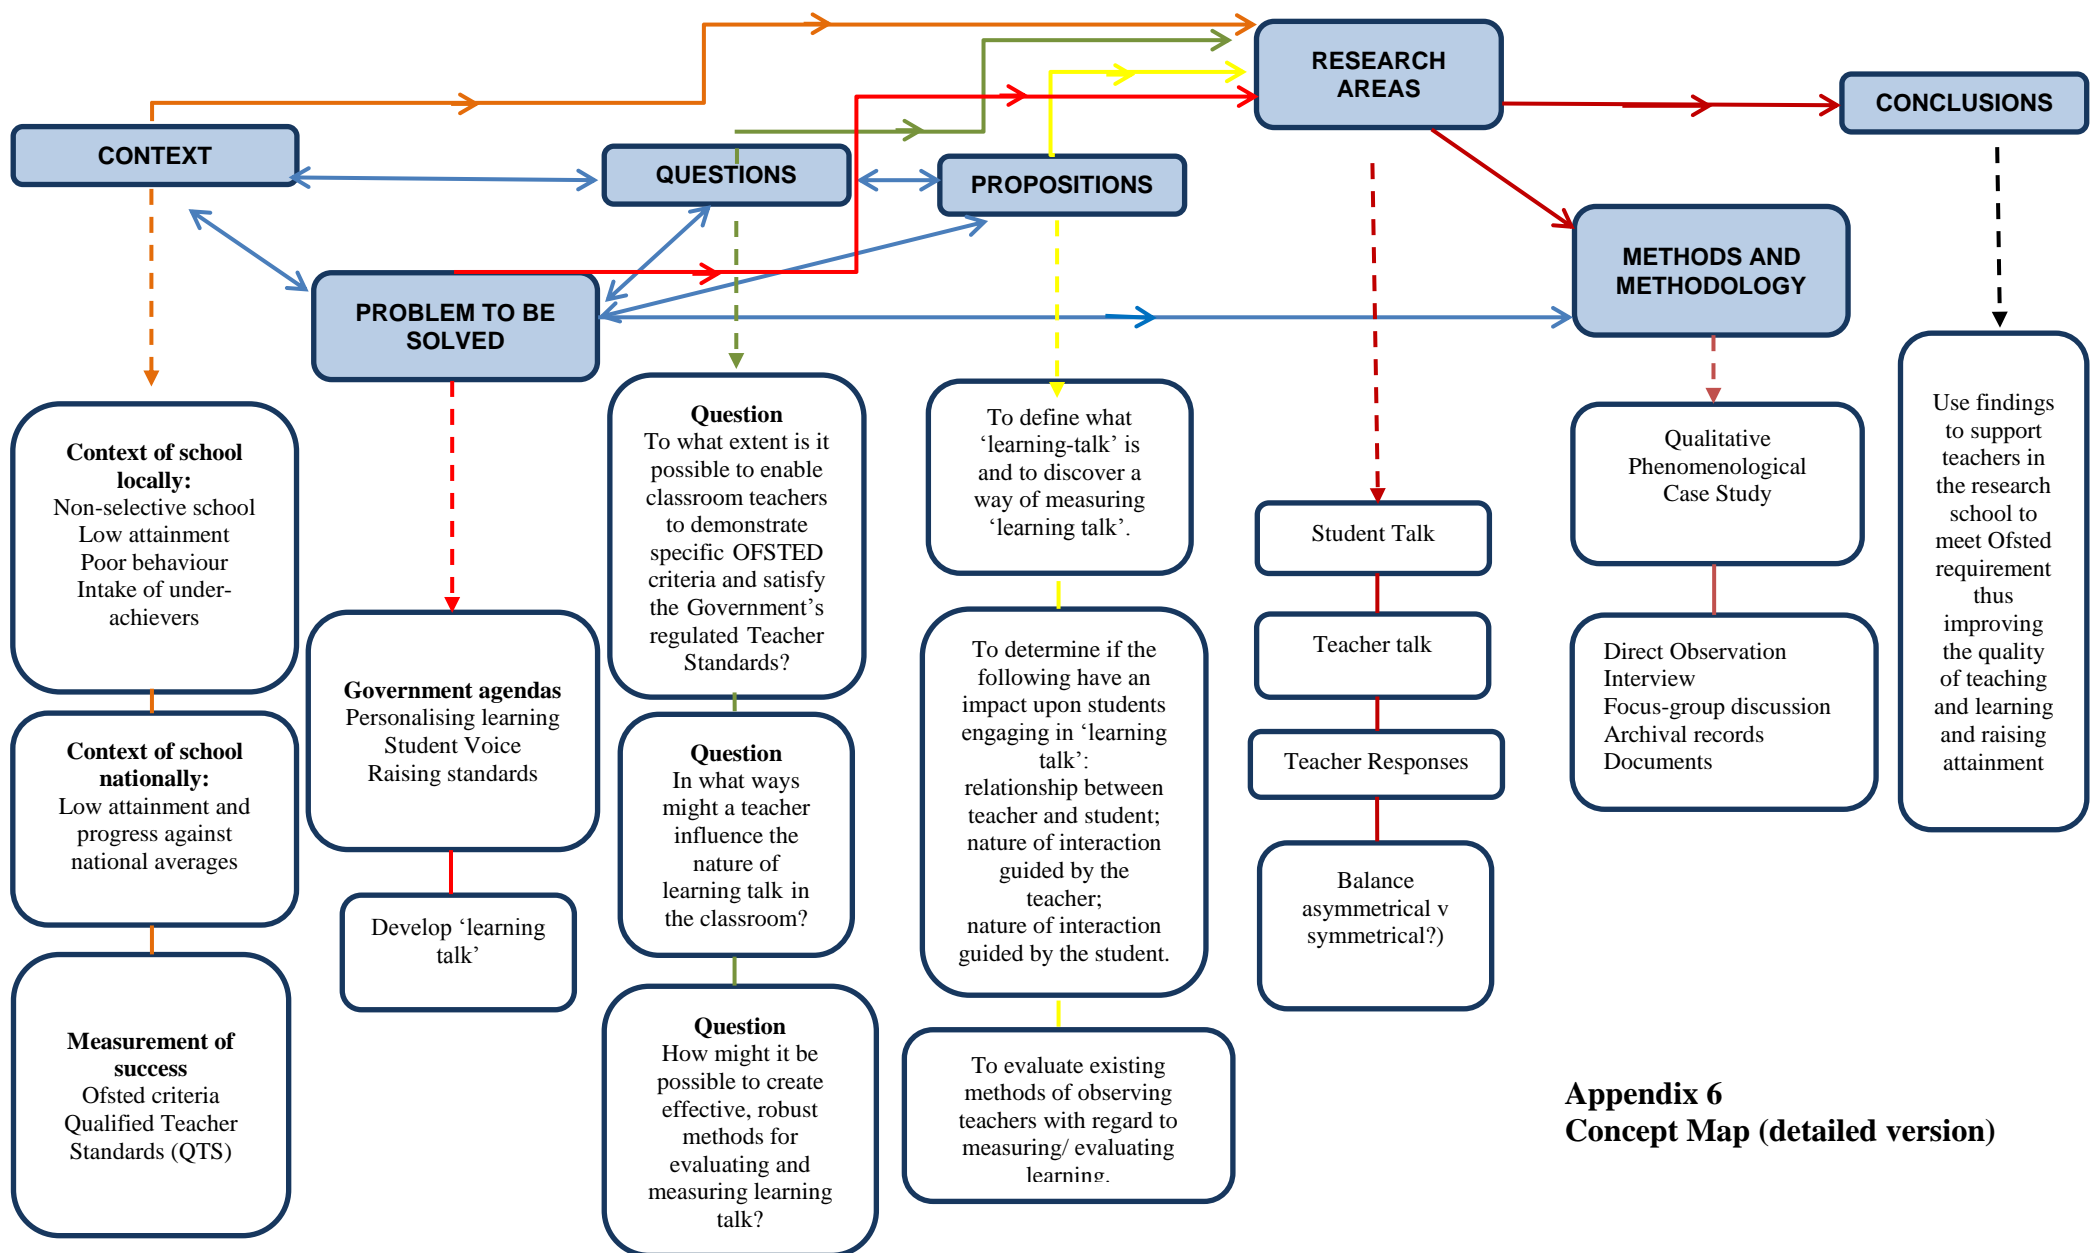 RESEARCH
AREAS
CONCLUSIONS
CONTEXT
QUESTIONS
PROPOSITIONS
METHODS AND
METHODOLOGY
PROBLEM TO BE
SOLVED
Context of school
locally:
Non-selective school
Low attainment
Poor behaviour
Intake of under-
achievers
Context of school
nationally:
Low attainment and
progress against
national averages
Measurement of
success
Ofsted criteria
Qualified Teacher
Standards (QTS)
Government agendas
Personalising learning
Student Voice
Raising standards
Develop ‘learning
talk’
Question
To what extent is it
possible to enable
classroom teachers
to demonstrate
specific OFSTED
criteria and satisfy
the Government’s
regulated Teacher
Standards?
Question
In what ways
might a teacher
influence the
nature of
learning talk in
the classroom?
Question
How might it be
possible to create
effective, robust
methods for
evaluating and
measuring learning
talk?
To define what
‘learning-talk’ is
and to discover a
way of measuring
‘learning talk’.
To determine if the
following have an
impact upon students
engaging in ‘learning
talk’:
relationship between
teacher and student;
nature of interaction
guided by the
teacher;
nature of interaction
guided by the student.
To evaluate existing
methods of observing
teachers with regard to
measuring/ evaluating
learning.
Student Talk
Teacher talk
Teacher Responses
Balance
asymmetrical v
symmetrical?)
Qualitative
Phenomenological
Case Study
Direct Observation
Interview
Focus-group discussion
Archival records
Documents
Use findings
to support
teachers in
the research
school to
meet Ofsted
requirement
thus
improving
the quality
of teaching
and learning
and raising
attainment
Appendix 6
Concept Map (detailed version)